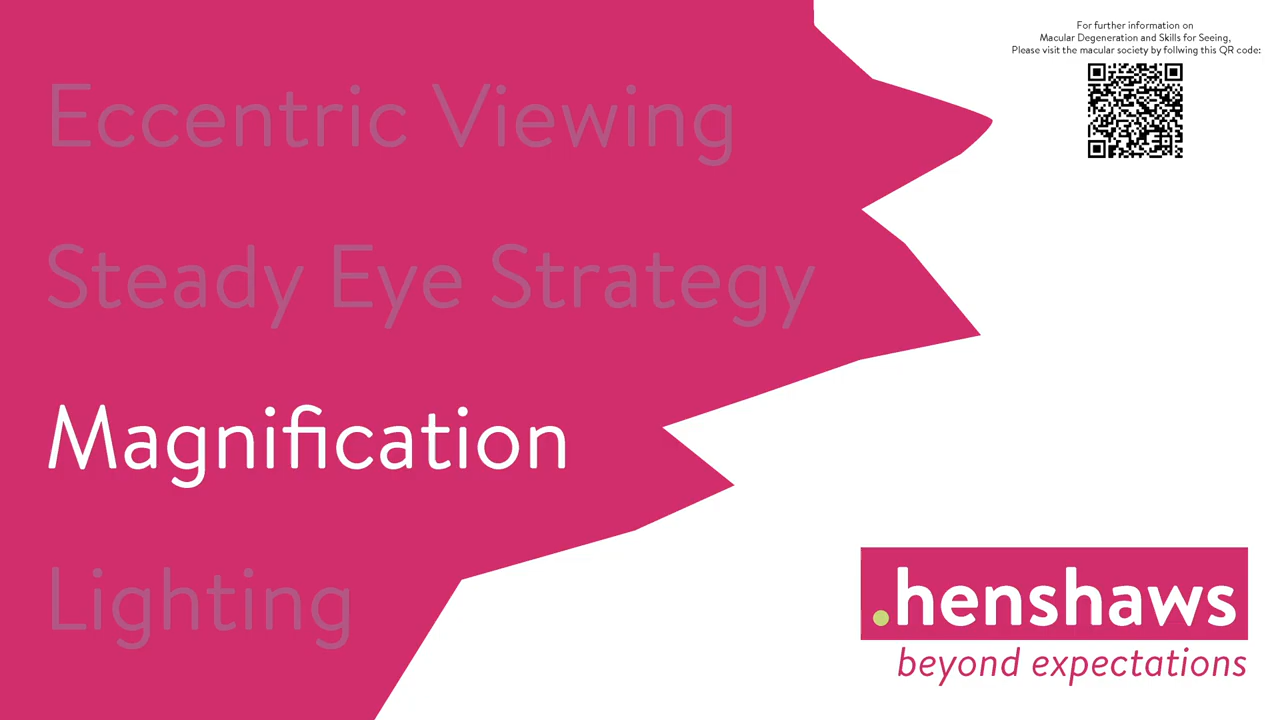 For further information on
Macular Degeneration and Skills for Seeing,
Please visit the macular society by follwing this QR code:
Eccentric Viewing
Steady Eye Strategy
Magnification
Lighting
.henshaws
beyond expectations